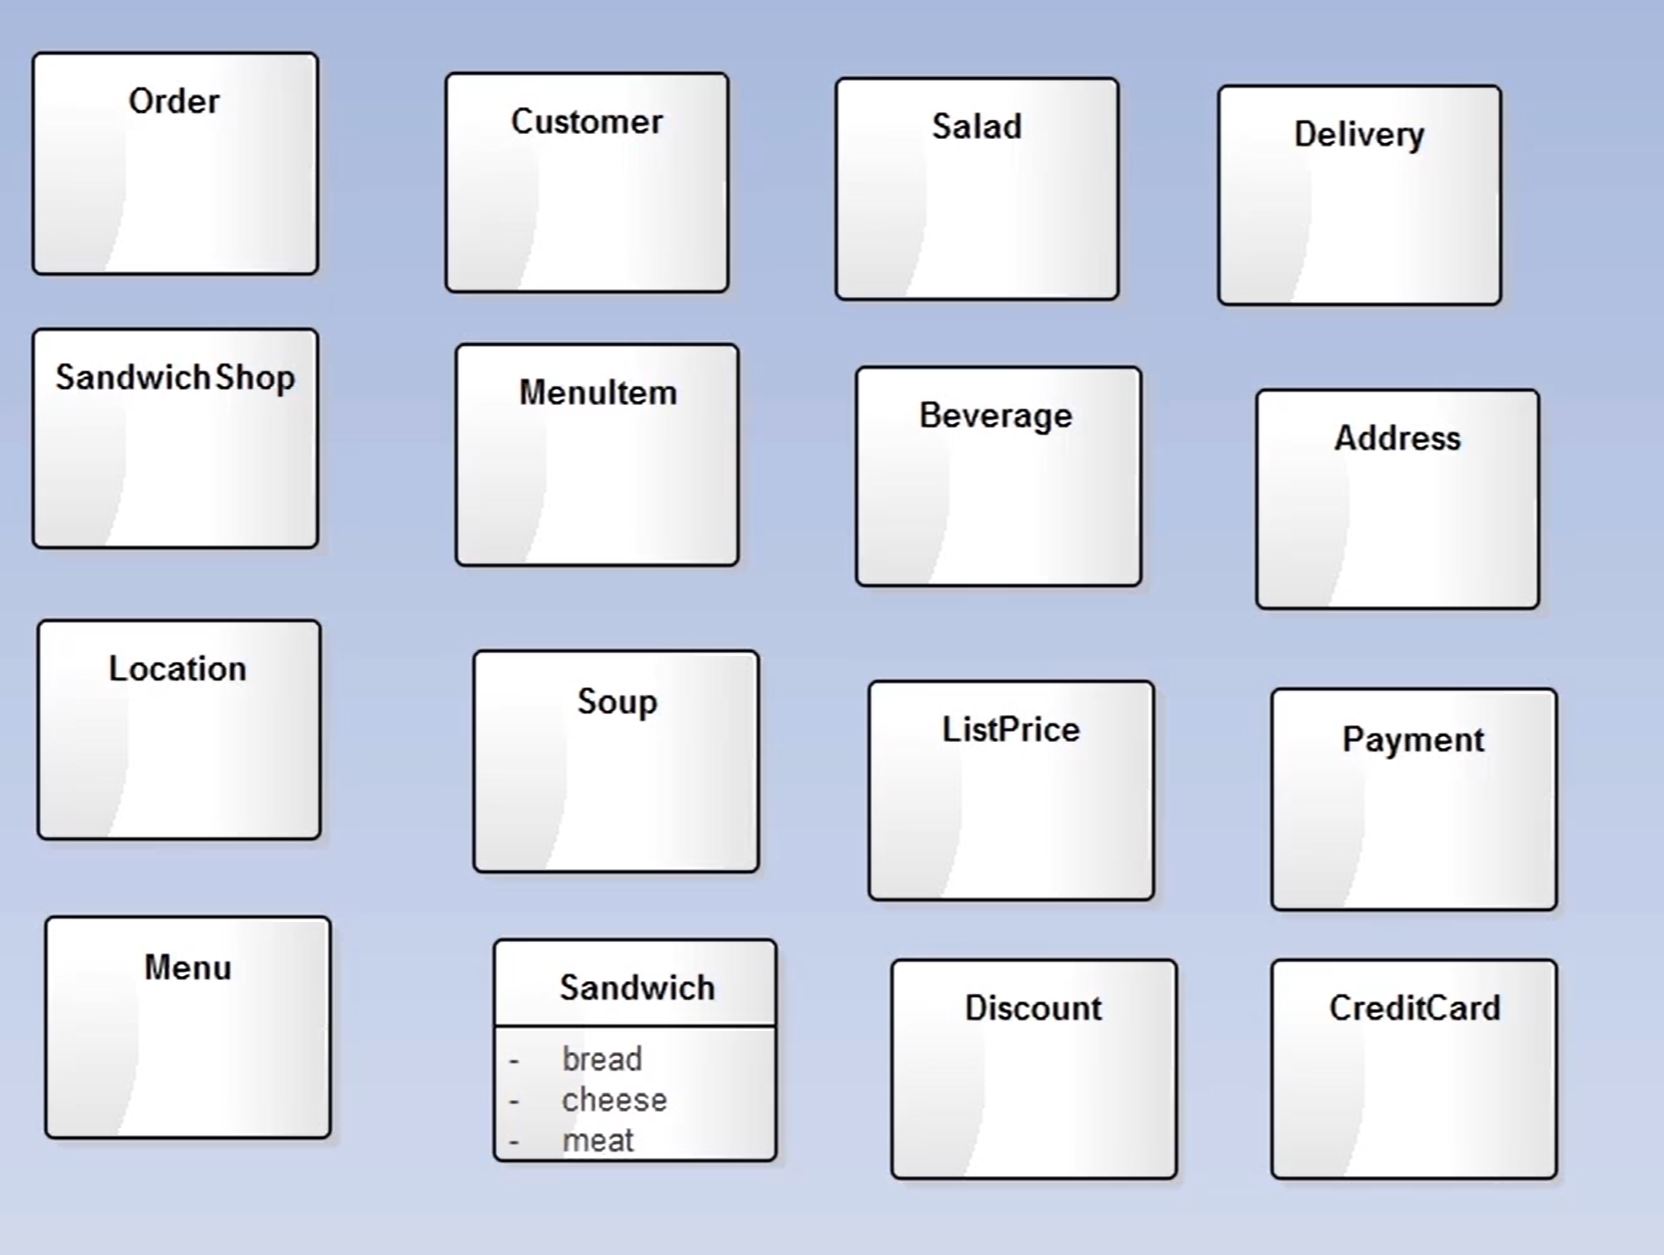 Order
Customer
Salad
Delivery
SandwichShop
MenuItem
Beverage
Address
Location
Soup
ListPrice
Payment
Menu
Sandwich
- bread
- cheese
- meat
Discount
CreditCard